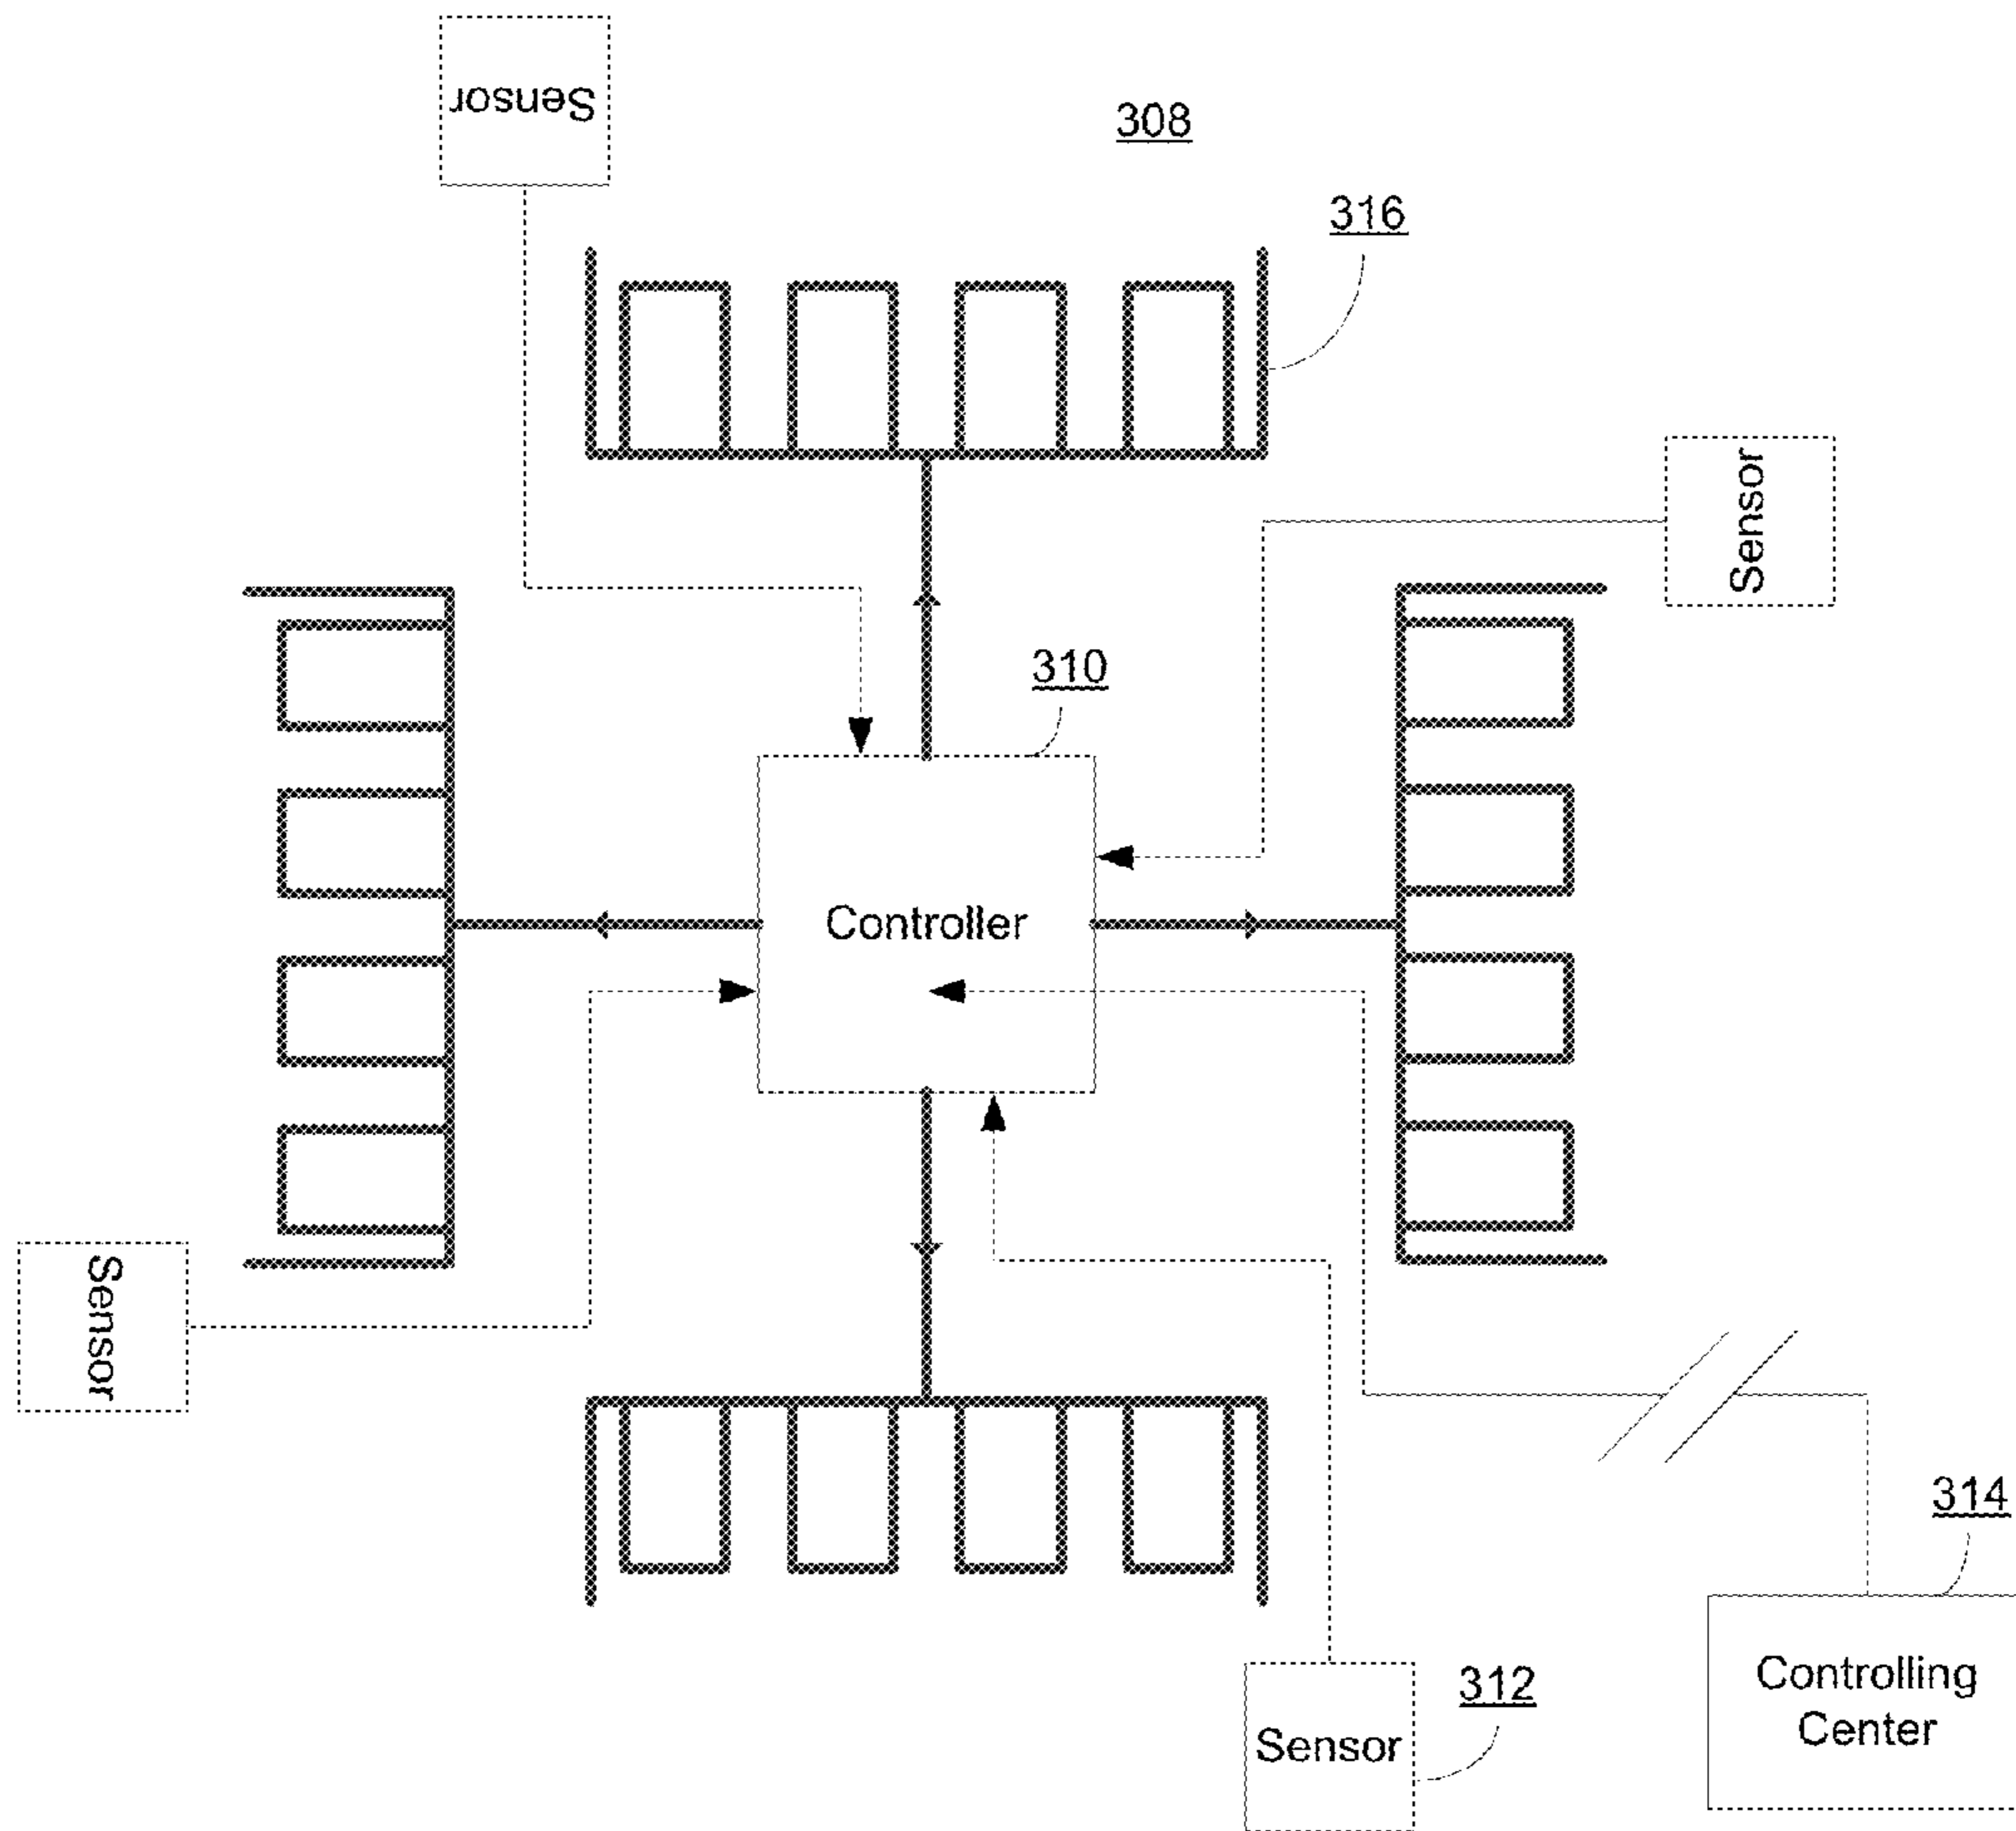 Sensor
308
316
Sensor
310
Controller
Sensor
314
312
Sensor
Controlling
Center